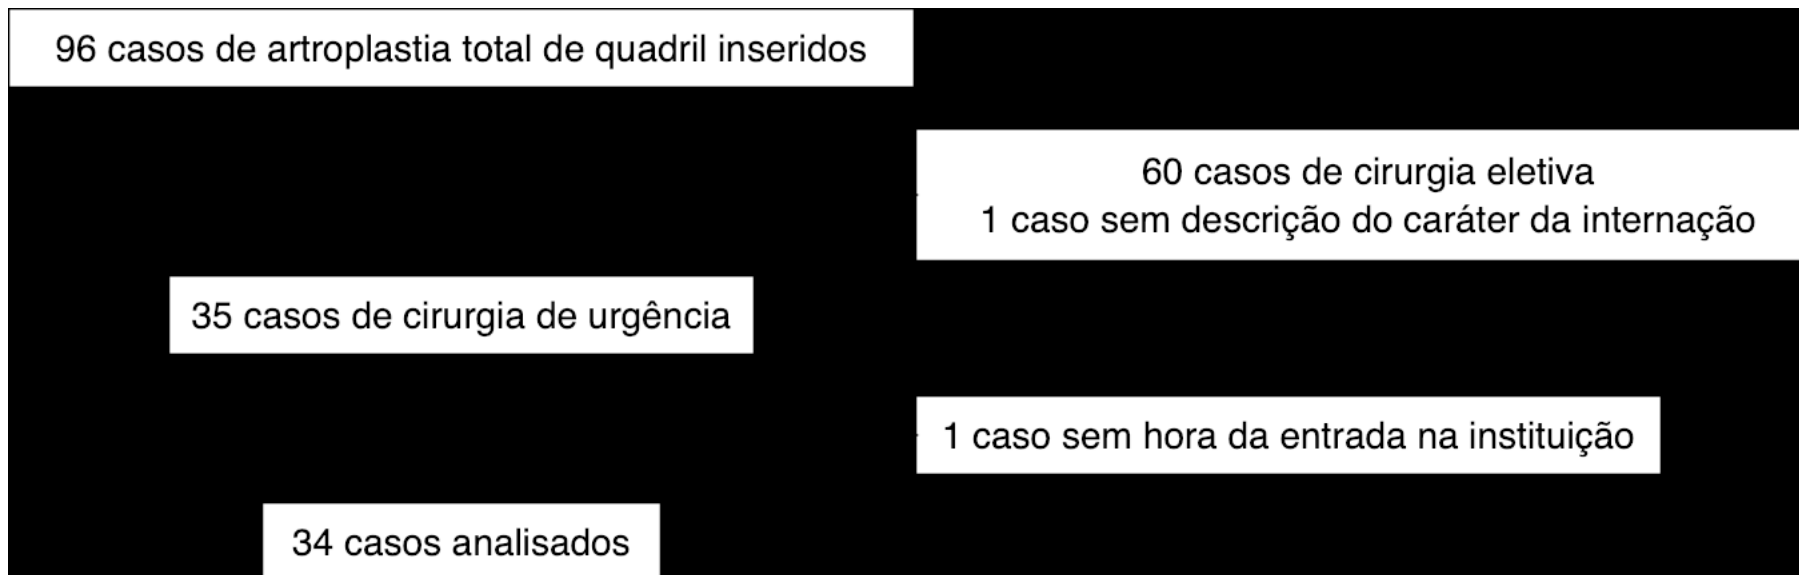 96 casos de artroplastia total de quadril inseridos
60 casos de cirurgia eletiva
1 caso sem descrição do caráter da internação
35 casos de cirurgia de urgência
1 caso sem hora da entrada na instituição
34 casos analisados